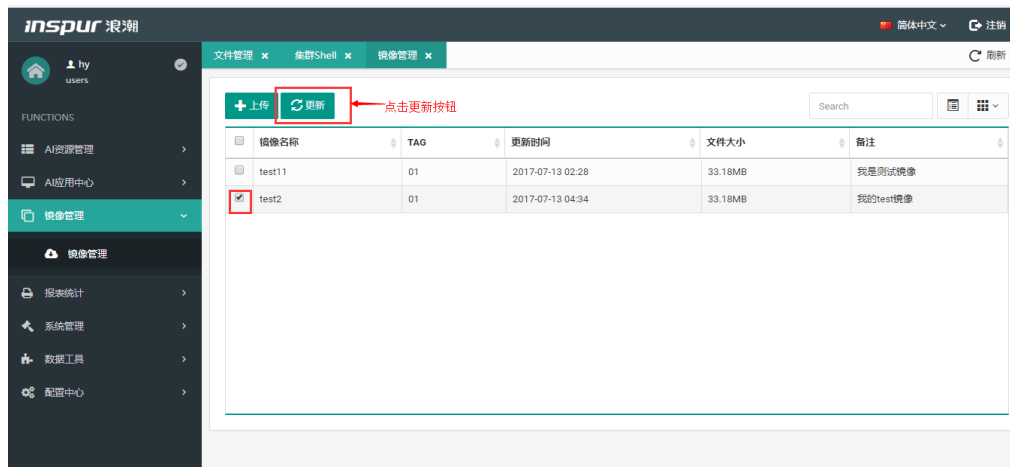 inspur 浪潮
简体中文
注销
hy
users
文件管理 ×
集群Shell ×
镜像管理 ×
刷新
FUNCTIONS
AI资源管理
AI应用中心
镜像管理
镜像管理
报表统计
系统管理
数据工具
配置中心
上传
更新
点击更新按钮
Search
镜像名称 TAG 更新时间 文件大小 备注
test11 01 2017-07-13 02:28 33.18MB 我是测试镜像
test2 01 2017-07-13 04:34 33.18MB 我的test镜像